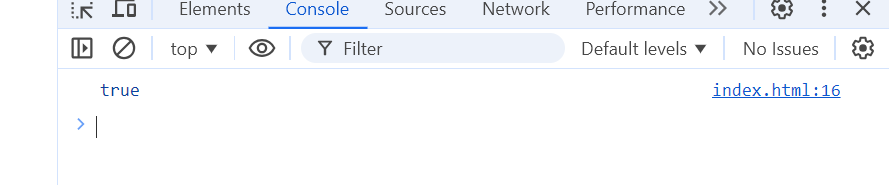 Elements Console Sources Network Performance
top Filter Default levels No Issues
true index.html:16